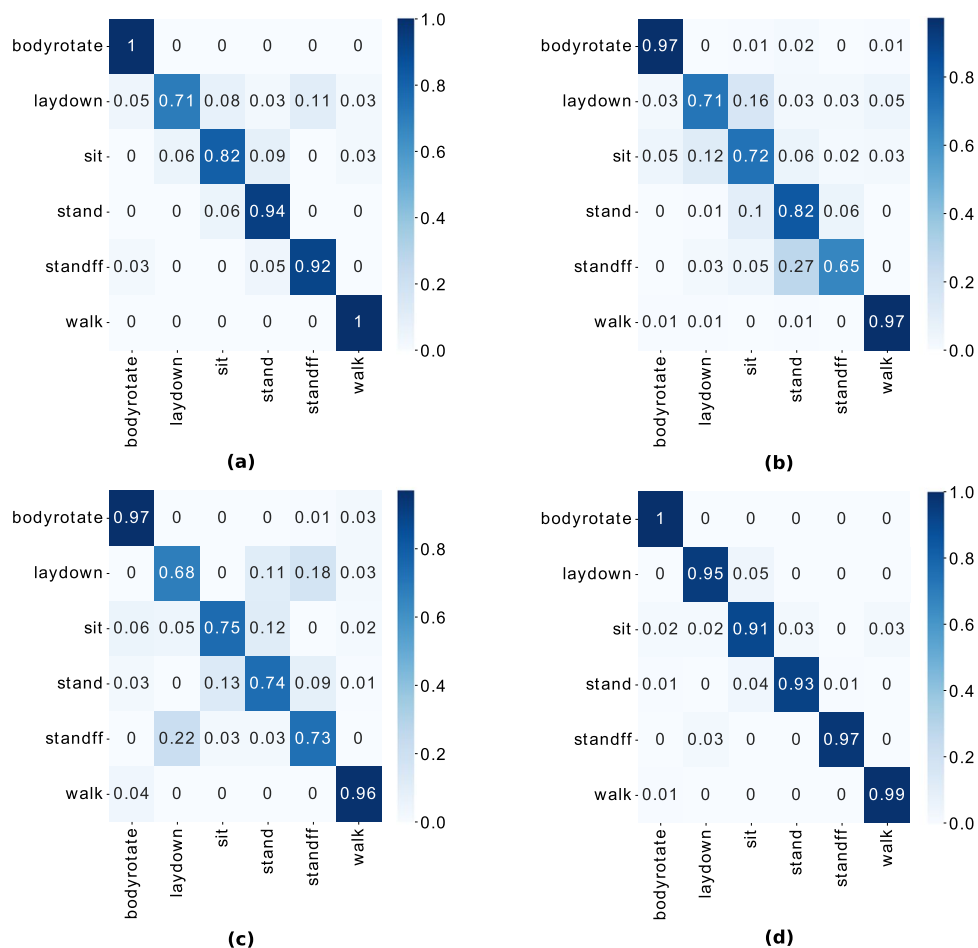 bodyrotate 1 0 0 0 0 0
laydown 0.05 0.71 0.08 0.03 0.11 0.03
sit 0 0.06 0.82 0.09 0 0.03
stand 0 0 0.06 0.94 0 0
standff 0.03 0 0 0.05 0.92 0
walk 0 0 0 0 0 1
bodyrotate laydown sit stand standff walk
1.0
0.8
0.6
0.4
0.2
0.0
(a)
bodyrotate 0.97 0 0.01 0.02 0 0.01
laydown 0.03 0.71 0.16 0.03 0.03 0.05
sit 0.05 0.12 0.72 0.06 0.02 0.03
stand 0 0.01 0.1 0.82 0.06 0
standff 0 0.03 0.05 0.27 0.65 0
walk 0.01 0.01 0 0.01 0 0.97
bodyrotate laydown sit stand standff walk
0.8
0.6
0.4
0.2
0.0
(b)
bodyrotate 0.97 0 0 0 0.01 0.03
laydown 0 0.68 0 0.11 0.18 0.03
sit 0.06 0.05 0.75 0.12 0 0.02
stand 0.03 0 0.13 0.74 0.09 0.01
standff 0 0.22 0.03 0.03 0.73 0
walk 0.04 0 0 0 0 0.96
bodyrotate laydown sit stand standff walk
0.8
0.6
0.4
0.2
0.0
(c)
bodyrotate 1 0 0 0 0 0
laydown 0 0.95 0.05 0 0 0
sit 0.02 0.02 0.91 0.03 0 0.03
stand 0.01 0 0.04 0.93 0.01 0
standff 0 0.03 0 0 0.97 0
walk 0.01 0 0 0 0 0.99
bodyrotate laydown sit stand standff walk
1.0
0.8
0.6
0.4
0.2
0.0
(d)